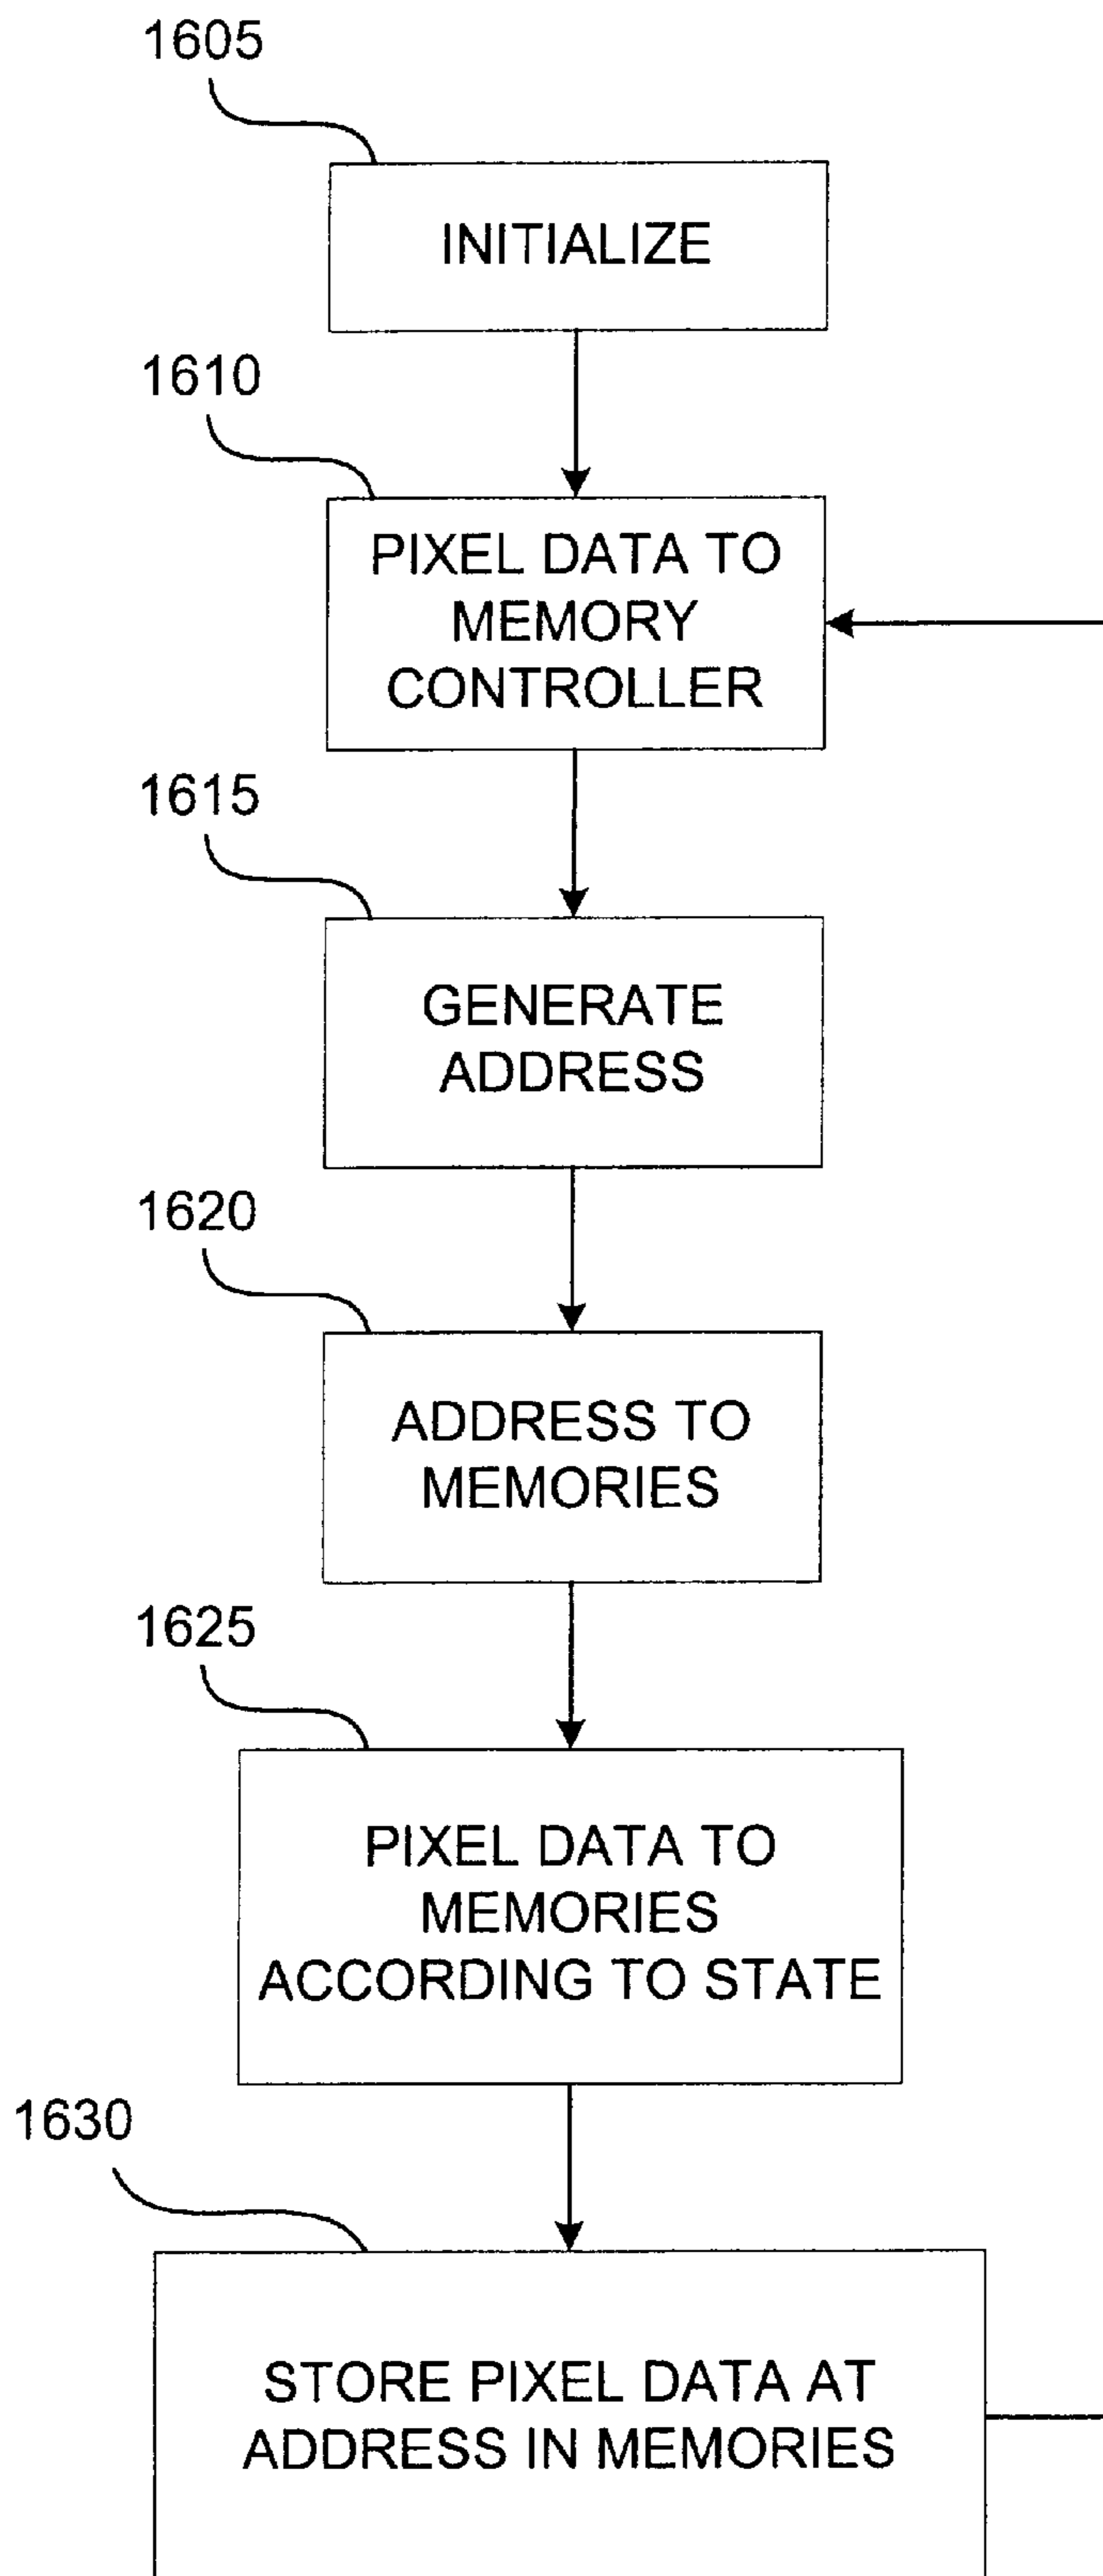 1605
INITIALIZE
1610
PIXEL DATA TO
MEMORY
CONTROLLER
1615
GENERATE
ADDRESS
1620
ADDRESS TO
MEMORIES
1625
PIXEL DATA TO
MEMORIES
ACCORDING TO STATE
1630
STORE PIXEL DATA AT
ADDRESS IN MEMORIES